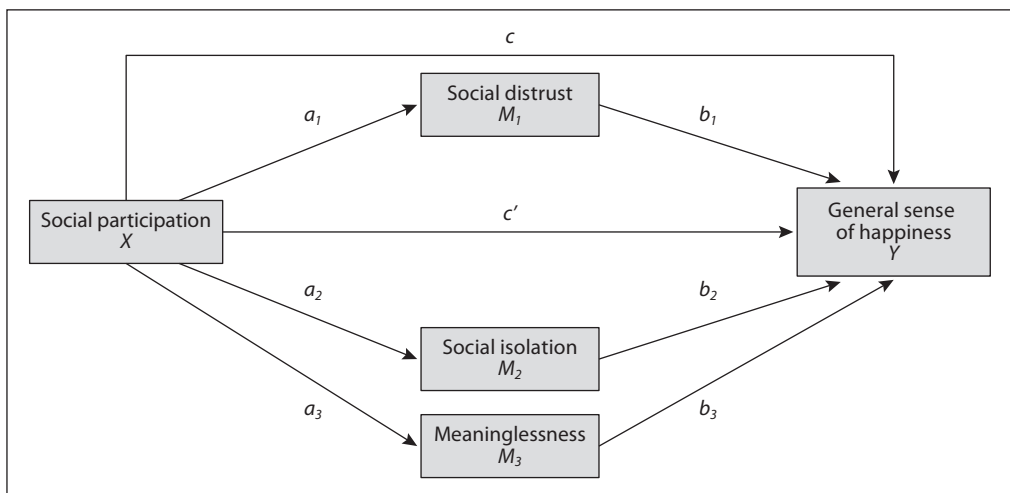 c
Social distrust
M1
a1
b1
Social participation
X
c'
General sense
of happiness
Y
a2
b2
Social isolation
M2
a3
b3
Meaninglessness
M3